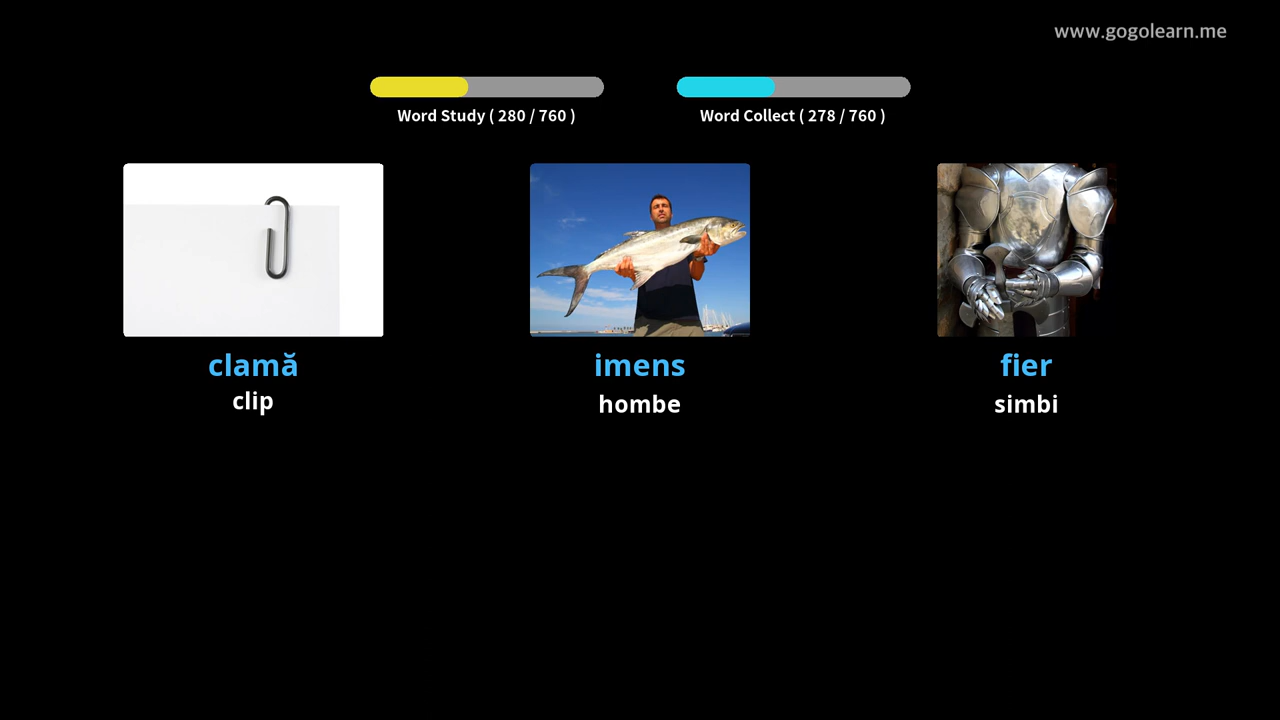 www.gogolearn.me
Word Study ( 280 / 760 )
Word Collect ( 278 / 760 )
clamă
imens
fier
clip
hombe
simbi